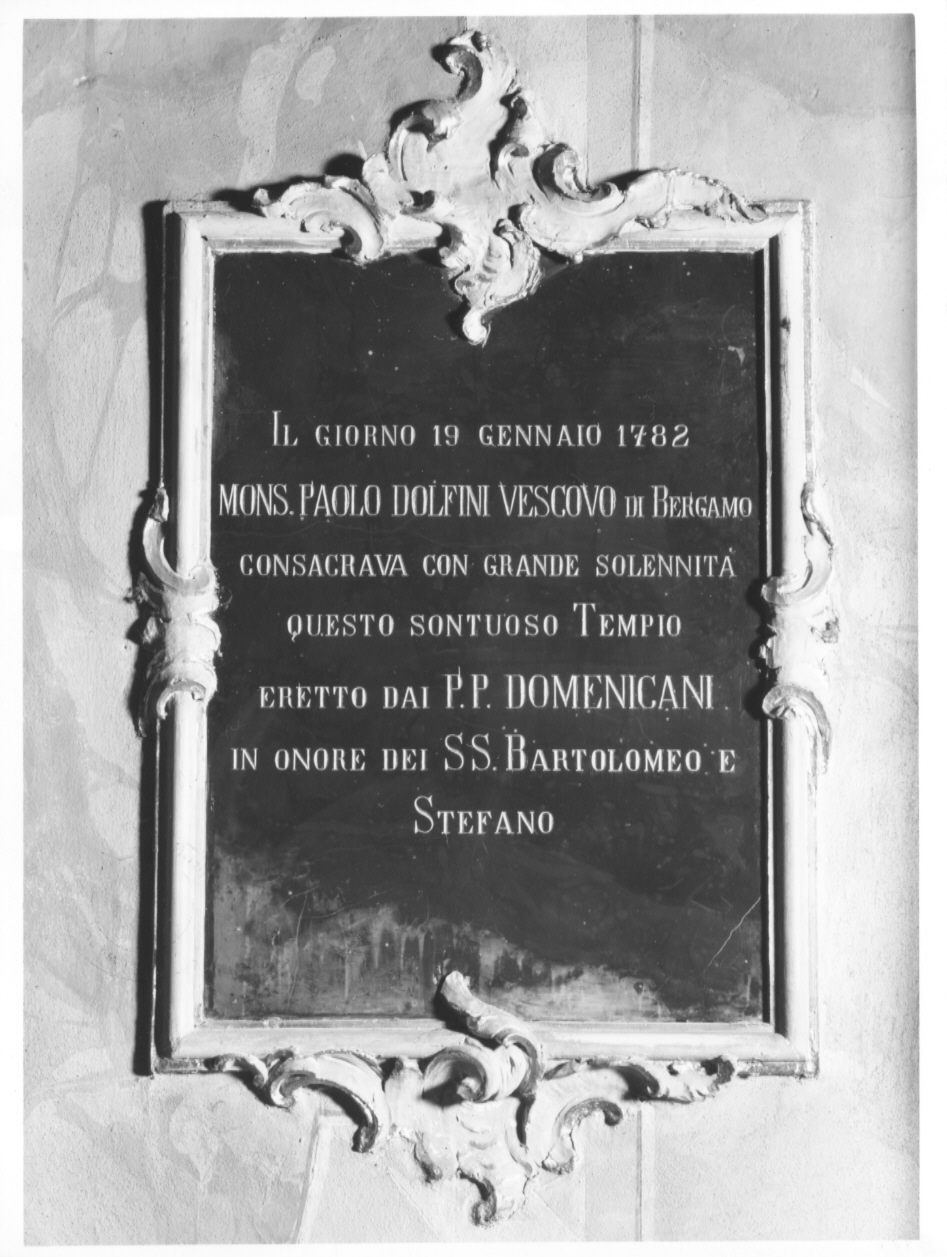 Il giorno 19 gennaio 1782
MONS. PAOLO DOLFINI VESCOVO di Bergamo
consacrava con grande solennità
questo sontuoso Tempio
eretto dai P.P. DOMENICANI
in onore dei SS. Bartolomeo e
Stefano